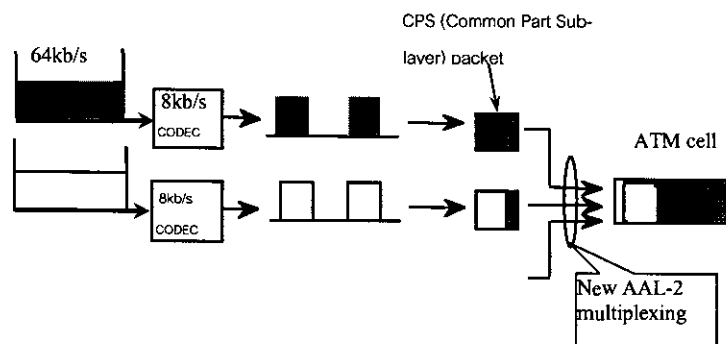 CPS (Common Part Sub-
layer) packet
64kb/s
8kb/s
CODEC
ATM cell
8kb/s
CODEC
New AAL-2
multiplexing